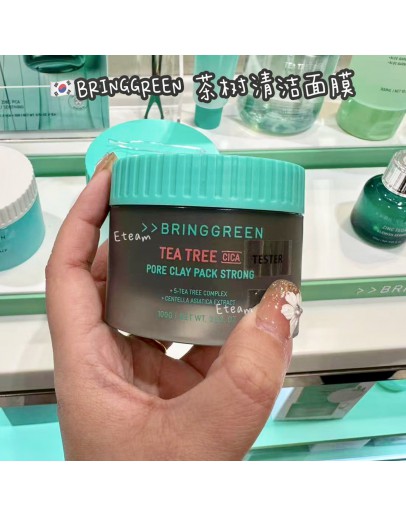 🇰🇷BRINGGREEN 茶树清洁面膜
Eteam
>>BRINGGREEN
TEA TREE CICA
TESTER
PORE CLAY PACK STRONG
+ 5-TEA TREE COMPLEX
+ CENTELLA ASIATICA EXTRACT
Eteam